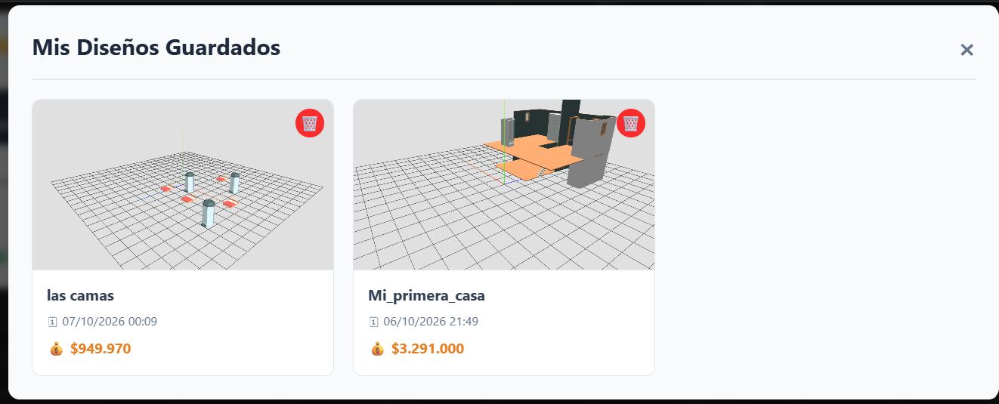 Mis Diseños Guardados
las camas
07/10/2026 00:09
$949.970
Mi_primera_casa
06/10/2026 21:49
$3.291.000